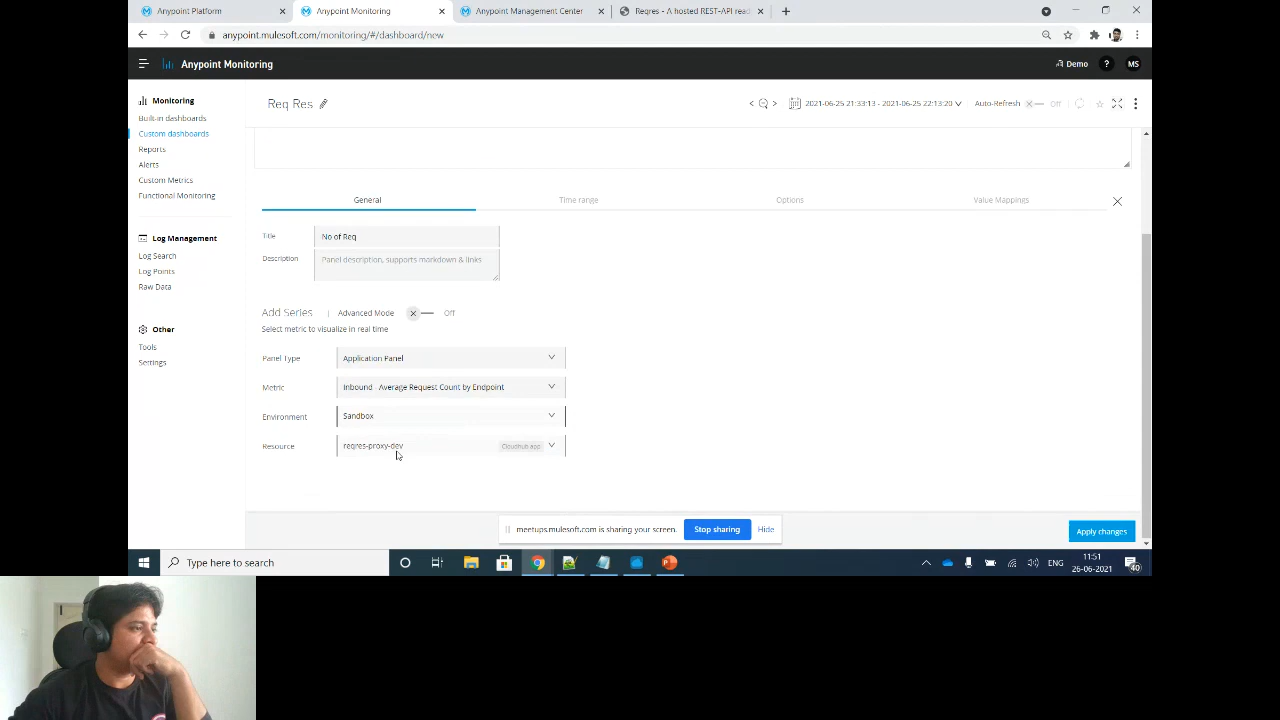 Anypoint Platform
Anypoint Monitoring
Anypoint Management Center
Reqres - A hosted REST-API read
anypoint.mulesoft.com/monitoring/#/dashboard/new
Anypoint Monitoring
Demo
?
MS
Monitoring
Built-in dashboards
Custom dashboards
Reports
Alerts
Custom Metrics
Functional Monitoring
Log Management
Log Search
Log Points
Raw Data
Other
Tools
Settings
Req Res
2021-06-25 21:33:13 - 2021-06-25 22:13:20
Auto-Refresh
Off
General
Time range
Options
Value Mappings
Title
No of Req
Description
Panel description, supports markdown & links
Add Series | Advanced Mode
Off
Select metric to visualize in real time
Panel Type
Application Panel
Metric
Inbound - Average Request Count by Endpoint
Environment
Sandbox
Resource
reqres-proxy-dev
Cloudhub app
meetups.mulesoft.com is sharing your screen.
Stop sharing
Hide
Apply changes
Type here to search
ENG
11:51
26-06-2021
40